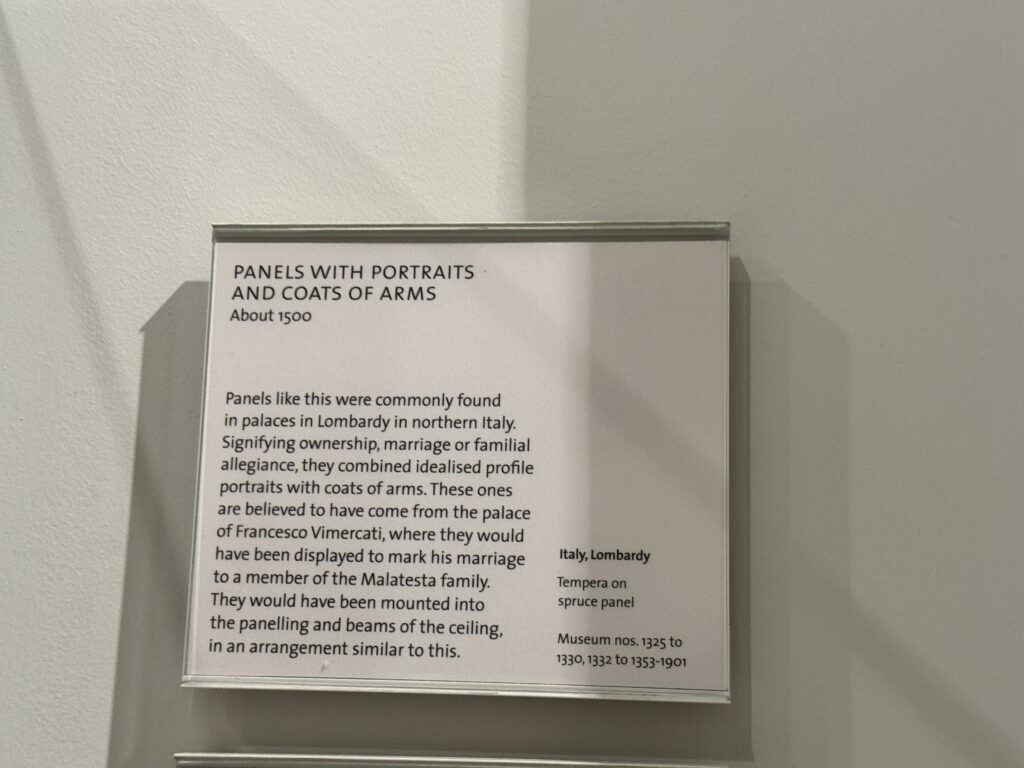 PANELS WITH PORTRAITS
AND COATS OF ARMS
About 1500
Panels like this were commonly found
in palaces in Lombardy in northern Italy.
Signifying ownership, marriage or familial
allegiance, they combined idealised profile
portraits with coats of arms. These ones
are believed to have come from the palace
of Francesco Vimercati, where they would
have been displayed to mark his marriage
to a member of the Malatesta family.
They would have been mounted into
the panelling and beams of the ceiling,
in an arrangement similar to this.
Italy, Lombardy
Tempera on
spruce panel
Museum nos. 1325 to
1330, 1332 to 1353-1901